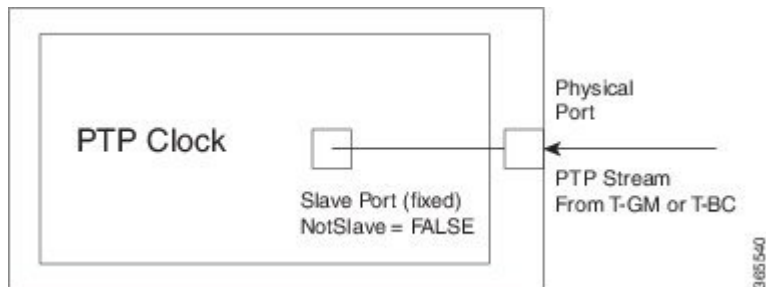 PTP Clock
Slave Port (fixed)
NotSlave = FALSE
Physical
Port
PTP Stream
From T-GM or T-BC
365540